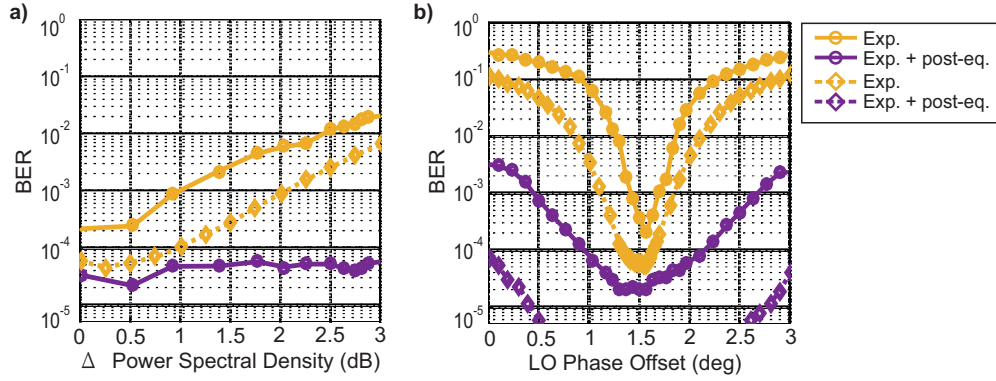 a)
10^0
10^-1
10^-2
10^-3
10^-4
10^-5
BER
0 0.5 1 1.5 2 2.5 3
Δ Power Spectral Density (dB)
b)
10^0
10^-1
10^-2
10^-3
10^-4
10^-5
BER
0 0.5 1 1.5 2 2.5 3
LO Phase Offset (deg)
Exp.
Exp. + post-eq.
Exp.
Exp. + post-eq.